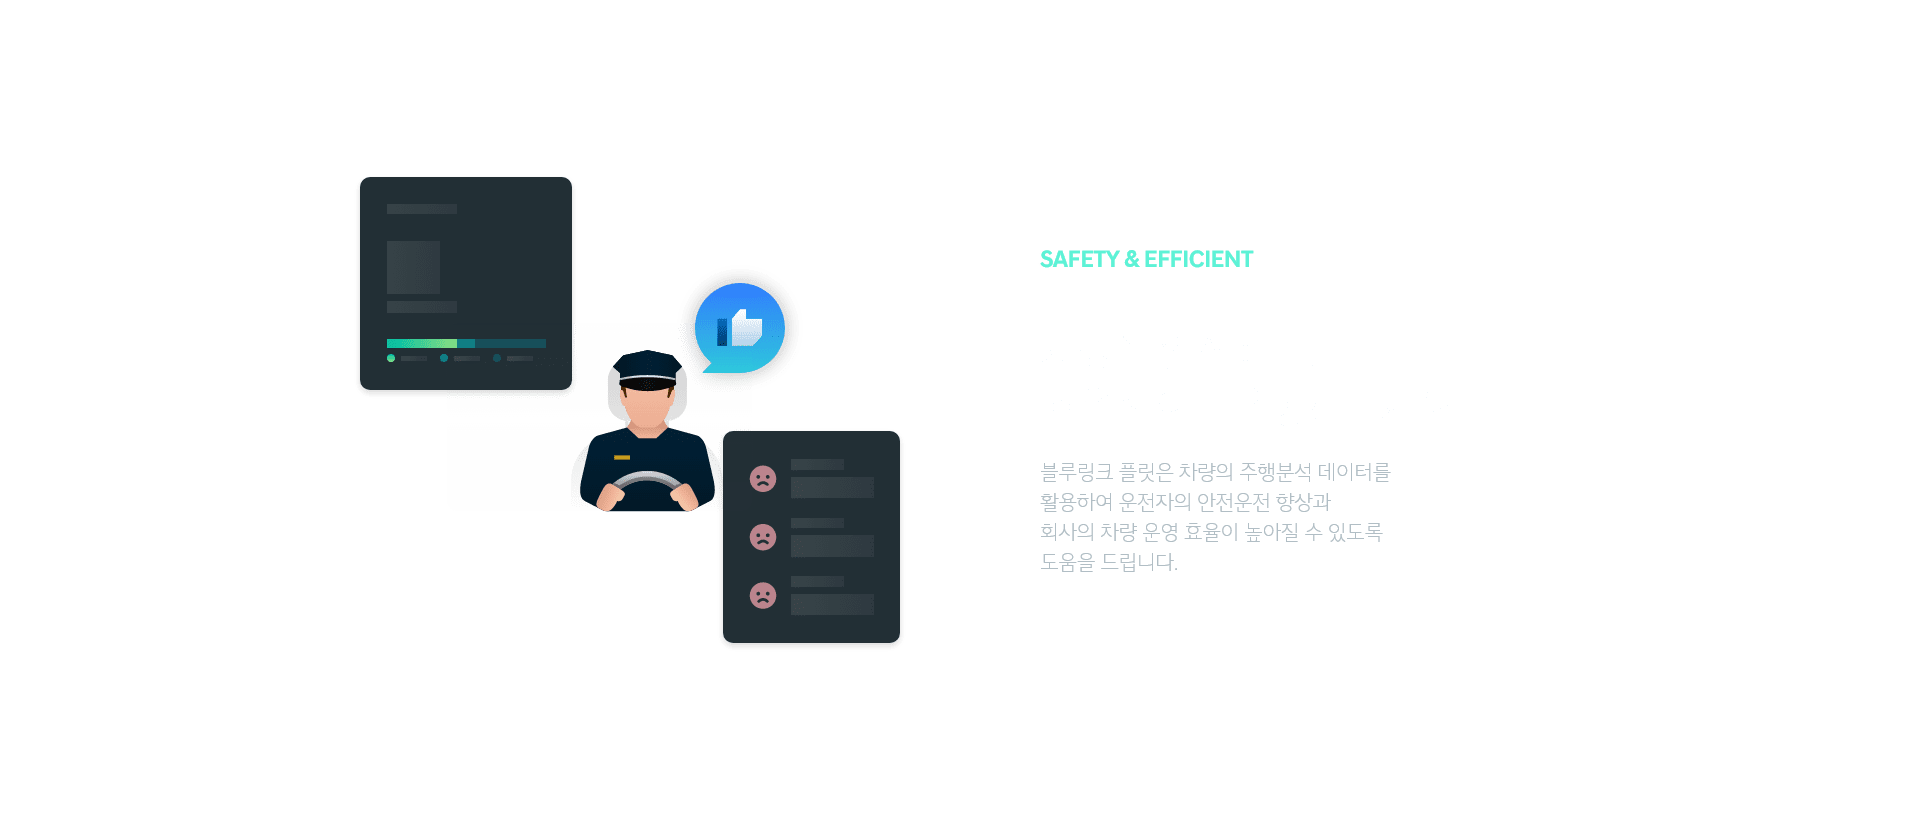 SAFETY & EFFICIENT
블루링크 플릿은 차량의 주행분석 데이터를
활용하여 운전자의 안전운전 향상과
회사의 차량 운영 효율이 높아질 수 있도록
도움을 드립니다.